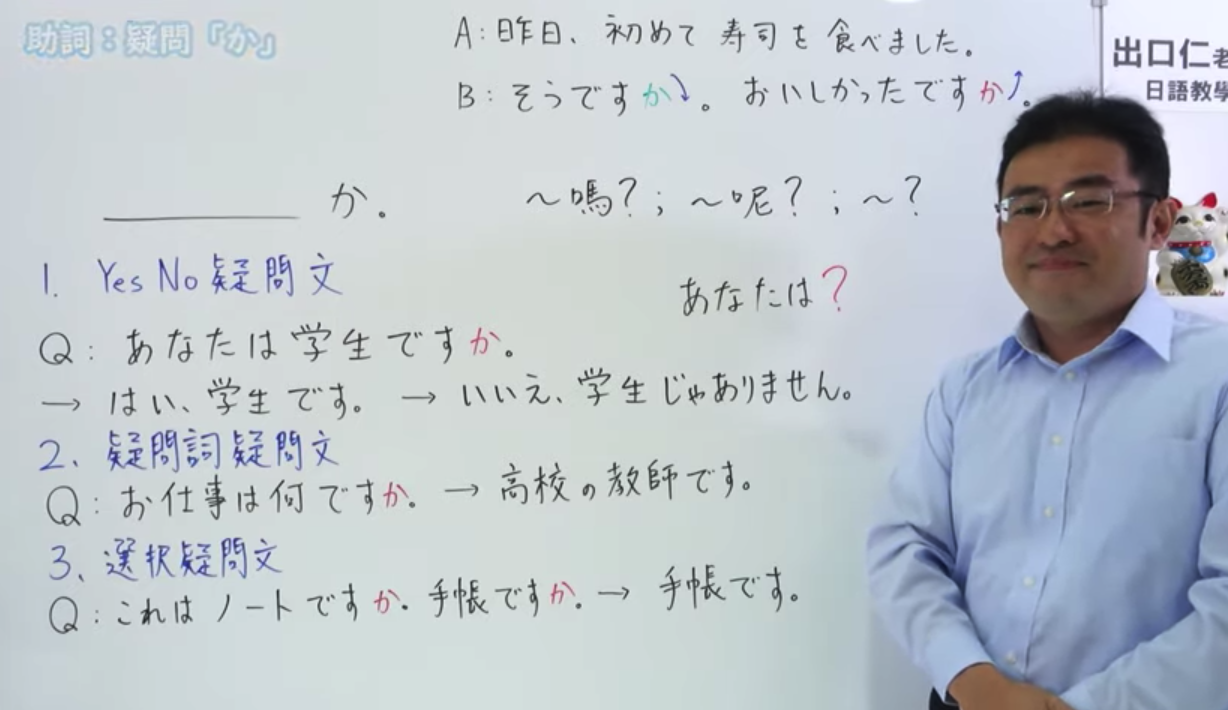 助詞：疑問「か」
A:昨日、初めて寿司を食べました。
B:そうですか。おいしかったですか。
出口仁老
日語教學
＿＿＿＿か。 ～嗎？；～呢？；～？
1. Yes No 疑問文
あなたは？
Q:あなたは学生ですか。
→ はい、学生です。 → いいえ、学生じゃありません。
2、疑問詞疑問文
Q:お仕事は何ですか。 → 高校の教師です。
3、選択疑問文
Q:これはノートですか。手帳ですか。→ 手帳です。